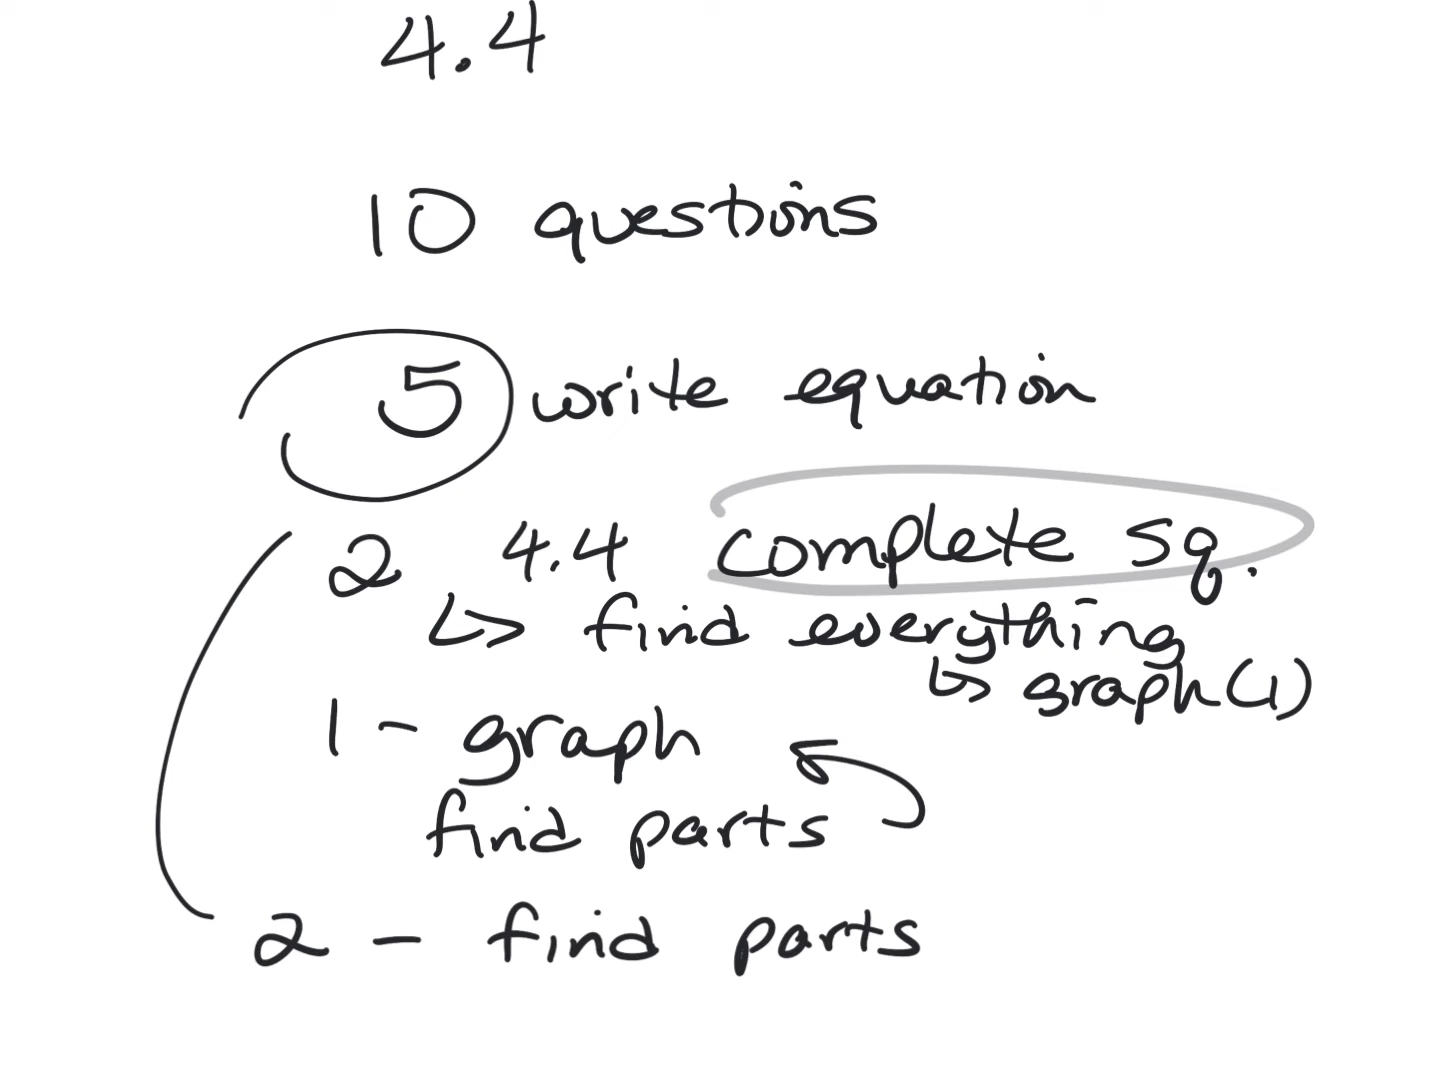 4.4
10 questions
5 write equation
2 4.4 complete sq.
↳ find everything
↳ graph (1)
1 - graph
find parts
2 - find parts